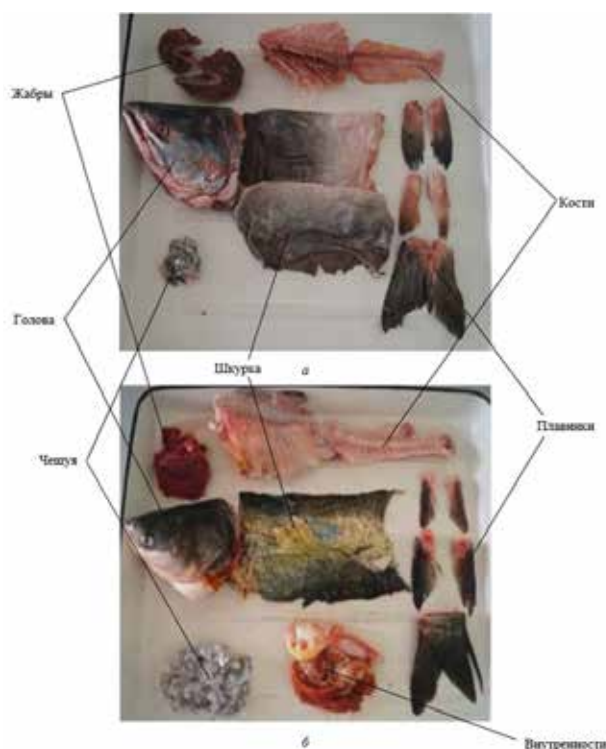 Жабры
Кости
Голова
Шкурка
а
Плавники
Чешуя
б
Внутренности